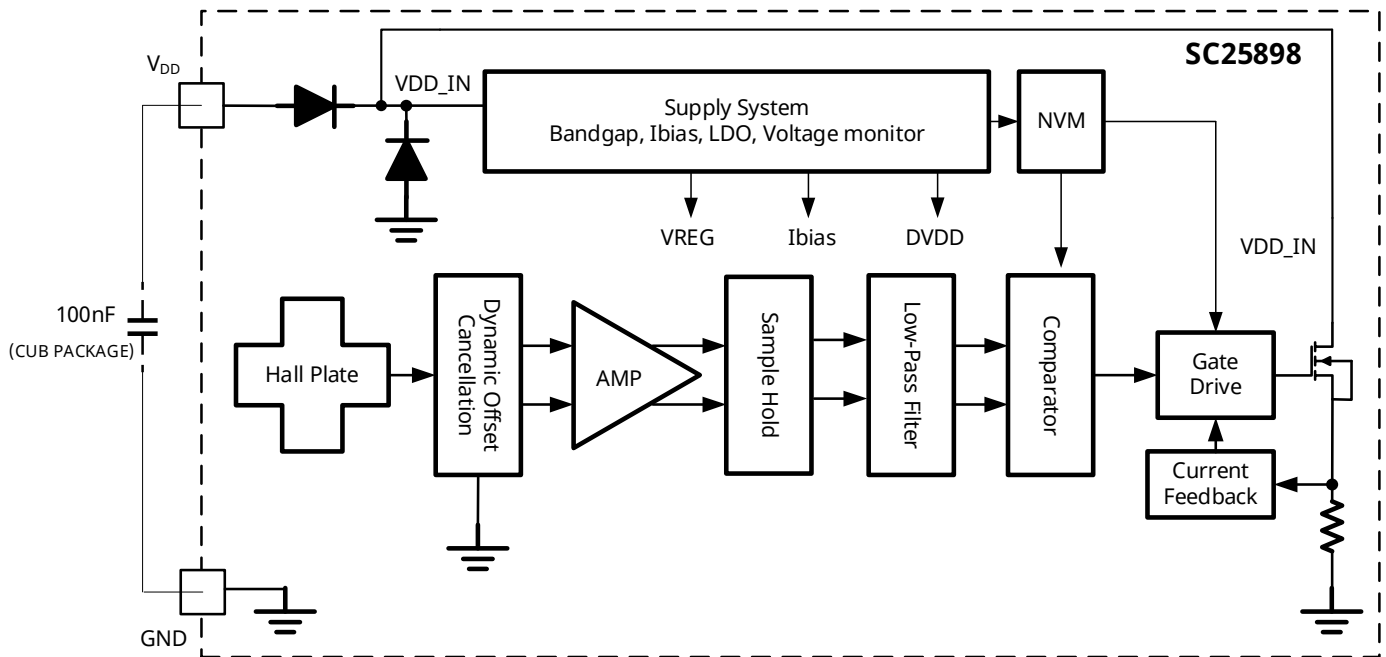 SC25898
VDD
VDD_IN
Supply System
Bandgap, Ibias, LDO, Voltage monitor
NVM
VREG
Ibias
DVDD
VDD_IN
100nF
(CUB PACKAGE)
Hall Plate
Dynamic Offset
Cancellation
AMP
Sample Hold
Low-Pass Filter
Comparator
Gate
Drive
Current
Feedback
GND